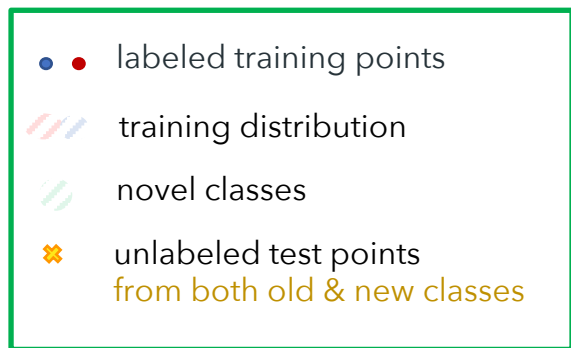 labeled training points
training distribution
novel classes
unlabeled test points
from both old & new classes